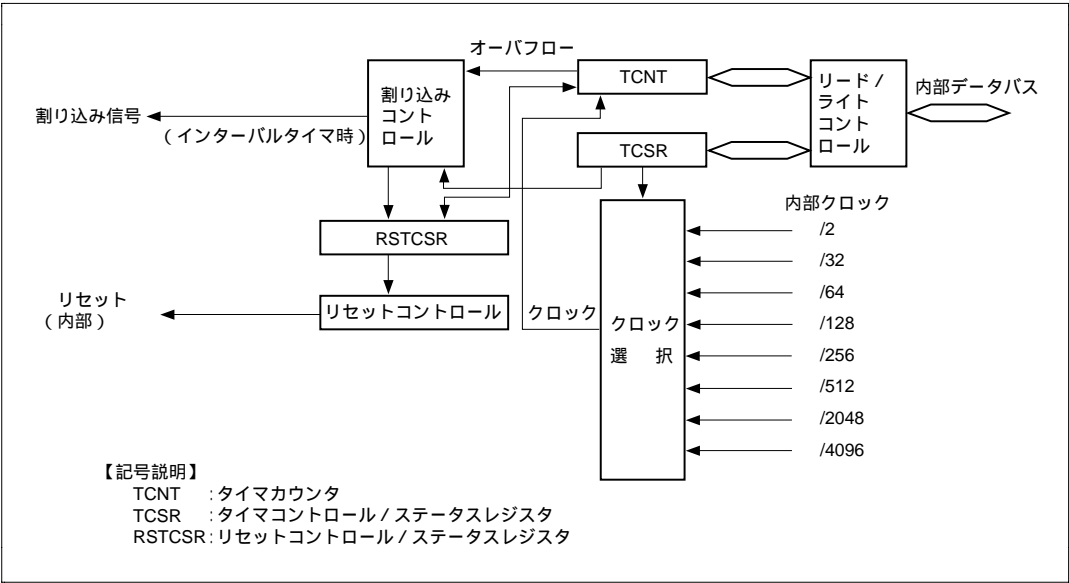 オーバフロー
TCNT
リード /
ライト
コント
ロール
内部データバス
割り込み
コント
ロール
割り込み信号
( インターバルタイマ時 )
TCSR
内部クロック
RSTCSR
/2
/32
/64
/128
/256
/512
/2048
/4096
リセット
( 内部 )
リセットコントロール
クロック
クロック
選 択
【記号説明】
TCNT : タイマカウンタ
TCSR : タイマコントロール / ステータスレジスタ
RSTCSR : リセットコントロール / ステータスレジスタ